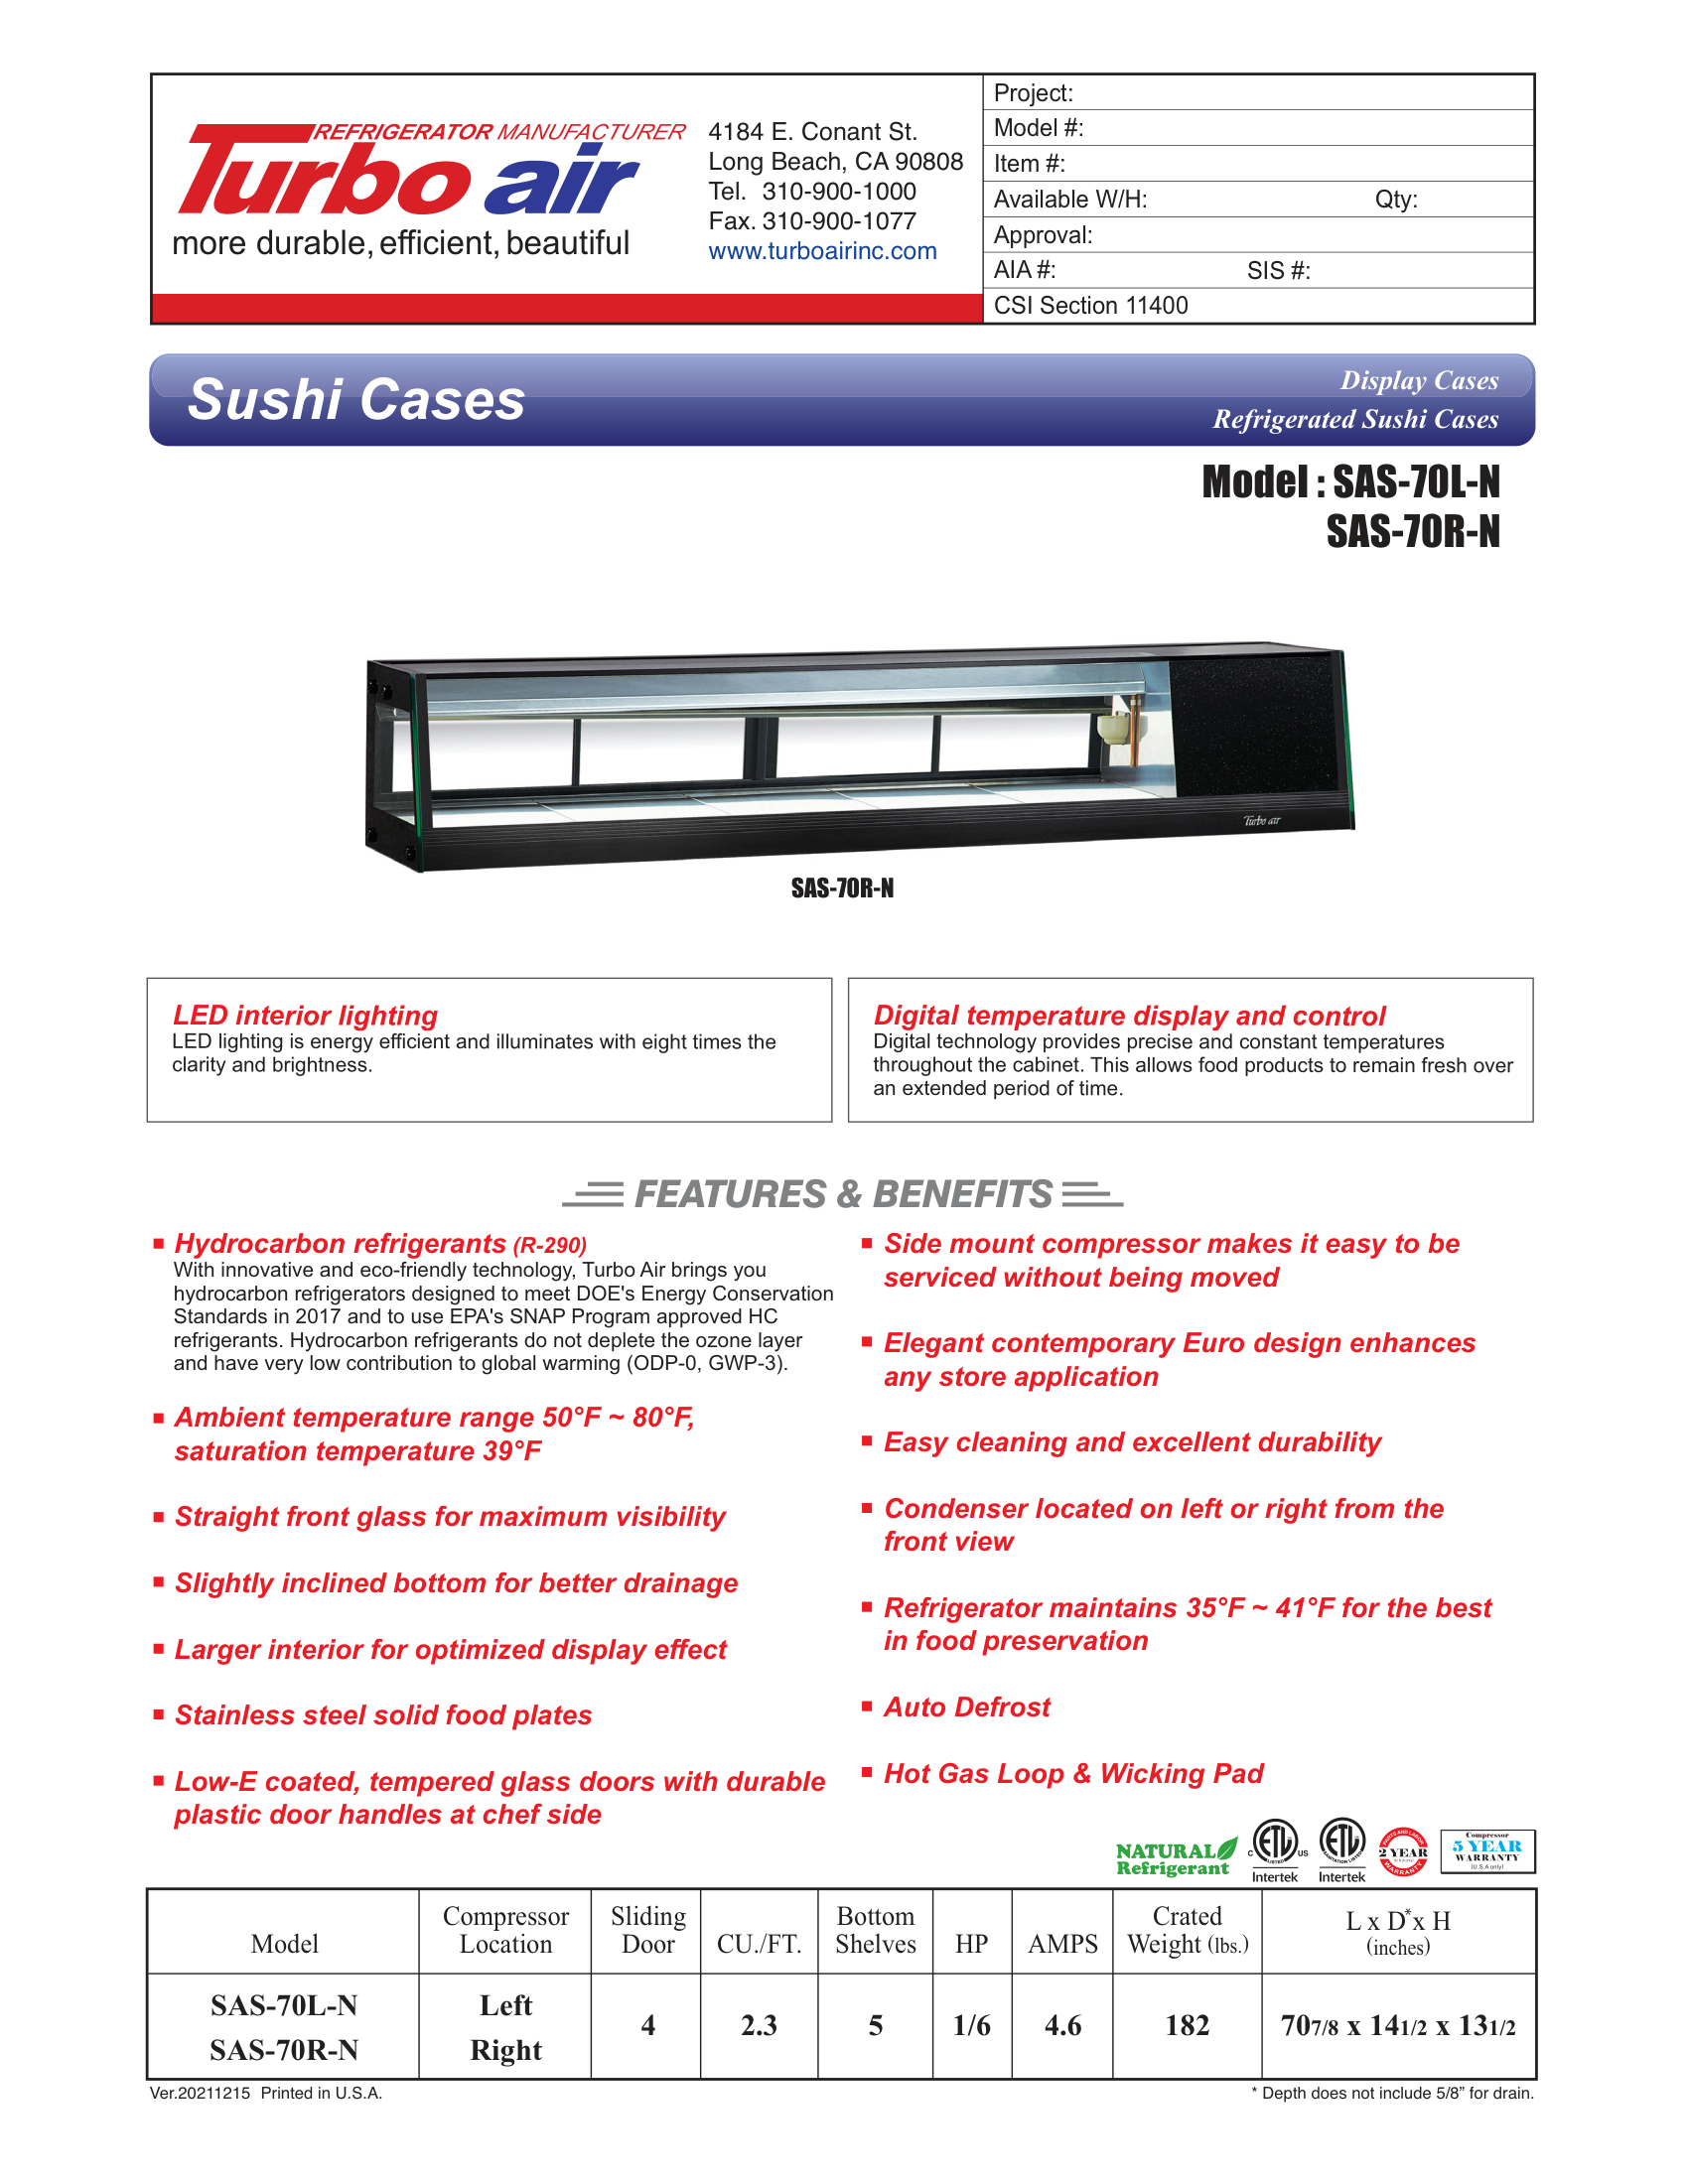 REFRIGERATOR MANUFACTURER
Turbo air
more durable, efficient, beautiful
4184 E. Conant St.
Long Beach, CA 90808
Tel. 310-900-1000
Fax. 310-900-1077
www.turboairinc.com
Project:
Model #:
Item #:
Available W/H: Qty:
Approval:
AIA #: SIS #:
CSI Section 11400
Sushi Cases
Display Cases
Refrigerated Sushi Cases
Model : SAS-70L-N
SAS-70R-N
Turbo air
SAS-70R-N
LED interior lighting
LED lighting is energy efficient and illuminates with eight times the
clarity and brightness.
Digital temperature display and control
Digital technology provides precise and constant temperatures
throughout the cabinet. This allows food products to remain fresh over
an extended period of time.
FEATURES & BENEFITS
Hydrocarbon refrigerants (R-290)
With innovative and eco-friendly technology, Turbo Air brings you
hydrocarbon refrigerators designed to meet DOE's Energy Conservation
Standards in 2017 and to use EPA's SNAP Program approved HC
refrigerants. Hydrocarbon refrigerants do not deplete the ozone layer
and have very low contribution to global warming (ODP-0, GWP-3).
Ambient temperature range 50°F ~ 80°F,
saturation temperature 39°F
Straight front glass for maximum visibility
Slightly inclined bottom for better drainage
Larger interior for optimized display effect
Stainless steel solid food plates
Low-E coated, tempered glass doors with durable
plastic door handles at chef side
Side mount compressor makes it easy to be
serviced without being moved
Elegant contemporary Euro design enhances
any store application
Easy cleaning and excellent durability
Condenser located on left or right from the
front view
Refrigerator maintains 35°F ~ 41°F for the best
in food preservation
Auto Defrost
Hot Gas Loop & Wicking Pad
NATURAL
Refrigerant
C ETL US
LISTED
Intertek
ETL
Intertek
PARTS AND LABOR
2 YEAR
WARRANTY
Compressor
5 YEAR
WARRANTY
(U.S.A only)
Model Compressor Location Sliding Door CU./FT. Bottom Shelves HP AMPS Crated Weight (lbs.) L x D* x H (inches)
SAS-70L-N Left
SAS-70R-N Right
4 2.3 5 1/6 4.6 182 70 7/8 x 14 1/2 x 13 1/2
Ver.20211215 Printed in U.S.A.
* Depth does not include 5/8” for drain.